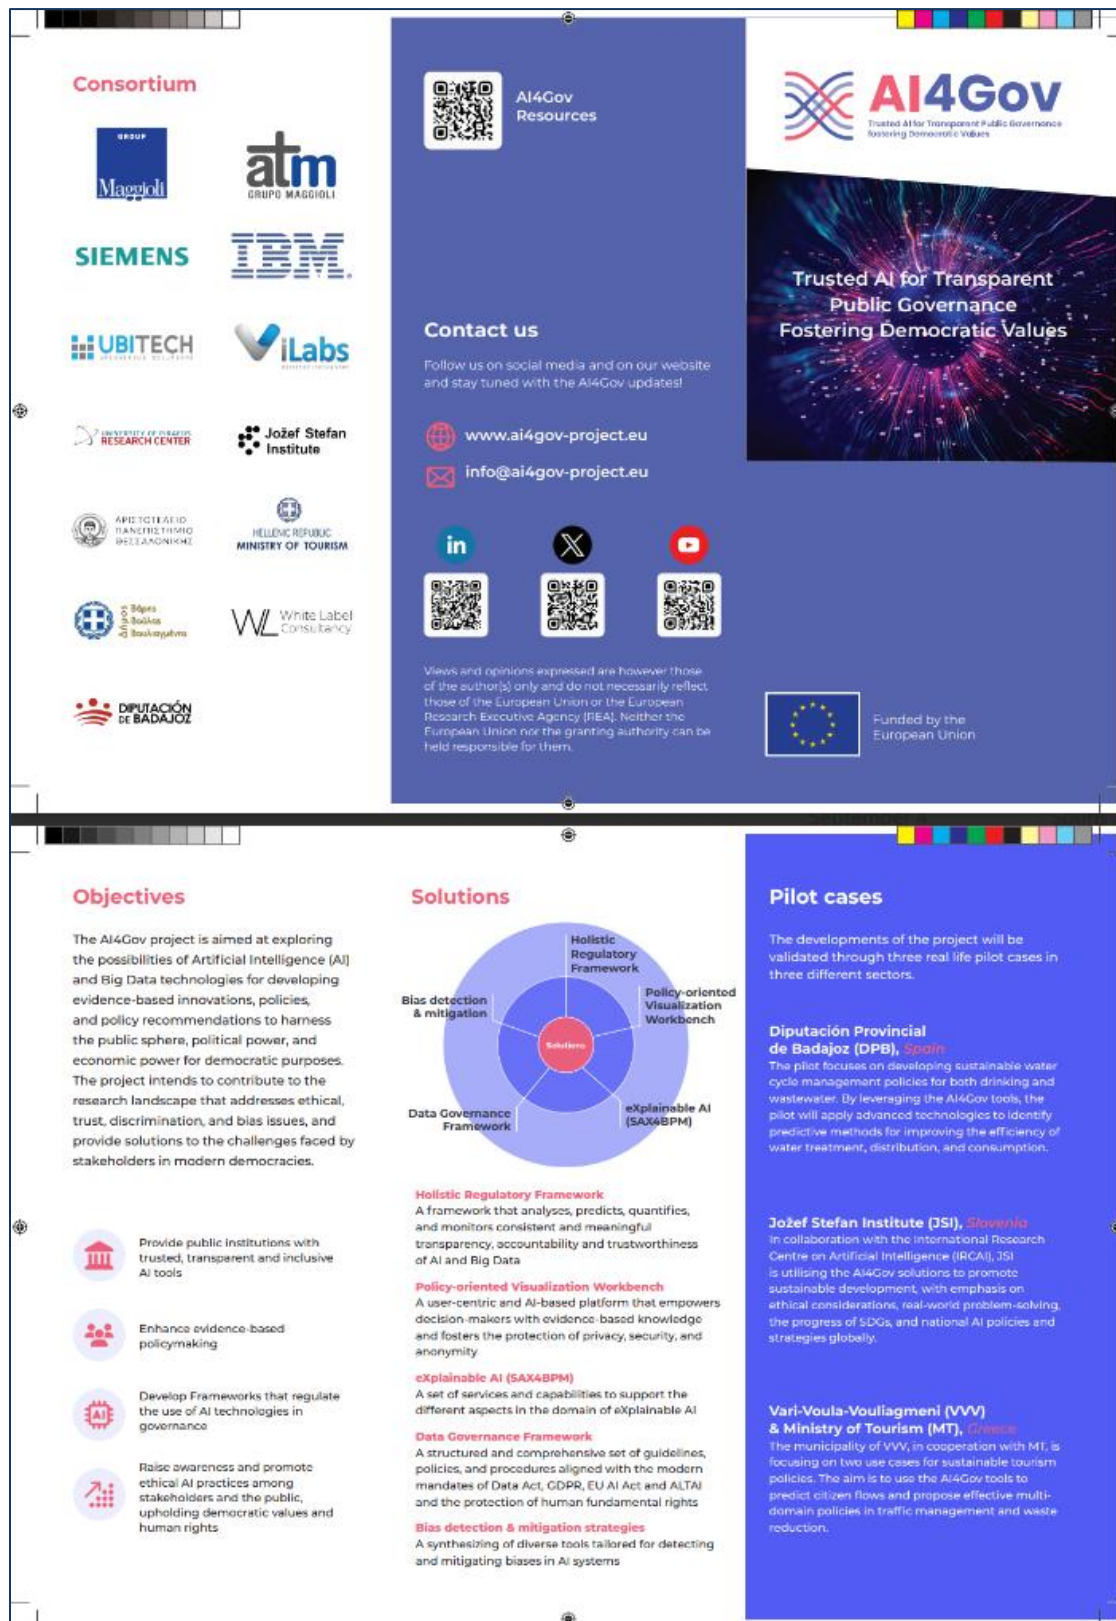 Consortium
GROUP
Maggioli
atm
GRUPO MAGGIOLI
SIEMENS
IBM
UBITECH
ViLabs
UNIVERSITY OF PIRAEUS
RESEARCH CENTER
Jožef Stefan
Institute
ΑΡΙΣΤΟΤΕΛΕΙΟ
ΠΑΝΕΠΙΣΤΗΜΙΟ
ΘΕΣΣΑΛΟΝΙΚΗΣ
HELLENIC REPUBLIC
MINISTRY OF TOURISM
Δήμος
Βάρης
Βούλας
Βουλιαγμένης
WL White Label
Consultancy
DIPUTACIÓN
DE BADAJOZ
AI4Gov
Resources
Contact us
Follow us on social media and on our website
and stay tuned with the AI4Gov updates!
www.ai4gov-project.eu
info@ai4gov-project.eu
in
X
Views and opinions expressed are however those
of the author(s) only and do not necessarily reflect
those of the European Union or the European
Research Executive Agency (REA). Neither the
European Union nor the granting authority can be
held responsible for them.
AI4Gov
Trusted AI for Transparent Public Governance
fostering Democratic Values
Trusted AI for Transparent
Public Governance
Fostering Democratic Values
Funded by the
European Union
Objectives
The AI4Gov project is aimed at exploring
the possibilities of Artificial Intelligence (AI)
and Big Data technologies for developing
evidence-based innovations, policies,
and policy recommendations to harness
the public sphere, political power, and
economic power for democratic purposes.
The project intends to contribute to the
research landscape that addresses ethical,
trust, discrimination, and bias issues, and
provide solutions to the challenges faced by
stakeholders in modern democracies.
Provide public institutions with
trusted, transparent and inclusive
AI tools
Enhance evidence-based
policymaking
AI
Develop Frameworks that regulate
the use of AI technologies in
governance
Raise awareness and promote
ethical AI practices among
stakeholders and the public,
upholding democratic values and
human rights
Solutions
Holistic
Regulatory
Framework
Policy-oriented
Visualization
Workbench
Bias detection
& mitigation
Solutions
Data Governance
Framework
eXplainable AI
(SAX4BPM)
Holistic Regulatory Framework
A framework that analyses, predicts, quantifies,
and monitors consistent and meaningful
transparency, accountability and trustworthiness
of AI and Big Data
Policy-oriented Visualization Workbench
A user-centric and AI-based platform that empowers
decision-makers with evidence-based knowledge
and fosters the protection of privacy, security, and
anonymity
eXplainable AI (SAX4BPM)
A set of services and capabilities to support the
different aspects in the domain of eXplainable AI
Data Governance Framework
A structured and comprehensive set of guidelines,
policies, and procedures aligned with the modern
mandates of Data Act, GDPR, EU AI Act and ALTAI
and the protection of human fundamental rights
Bias detection & mitigation strategies
A synthesizing of diverse tools tailored for detecting
and mitigating biases in AI systems
Pilot cases
The developments of the project will be
validated through three real life pilot cases in
three different sectors.
Diputación Provincial
de Badajoz (DPB), Spain
The pilot focuses on developing sustainable water
cycle management policies for both drinking and
wastewater. By leveraging the AI4Gov tools, the
pilot will apply advanced technologies to identify
predictive methods for improving the efficiency of
water treatment, distribution, and consumption.
Jožef Stefan Institute (JSI), Slovenia
In collaboration with the International Research
Centre on Artificial Intelligence (IRCAI), JSI
is utilising the AI4Gov solutions to promote
sustainable development, with emphasis on
ethical considerations, real-world problem-solving,
the progress of SDGs, and national AI policies and
strategies globally.
Vari-Voula-Vouliagmeni (VVV)
& Ministry of Tourism (MT), Greece
The municipality of VVV, in cooperation with MT, is
focusing on two use cases for sustainable tourism
policies. The aim is to use the AI4Gov tools to
predict citizen flows and propose effective multi-
domain policies in traffic management and waste
reduction.